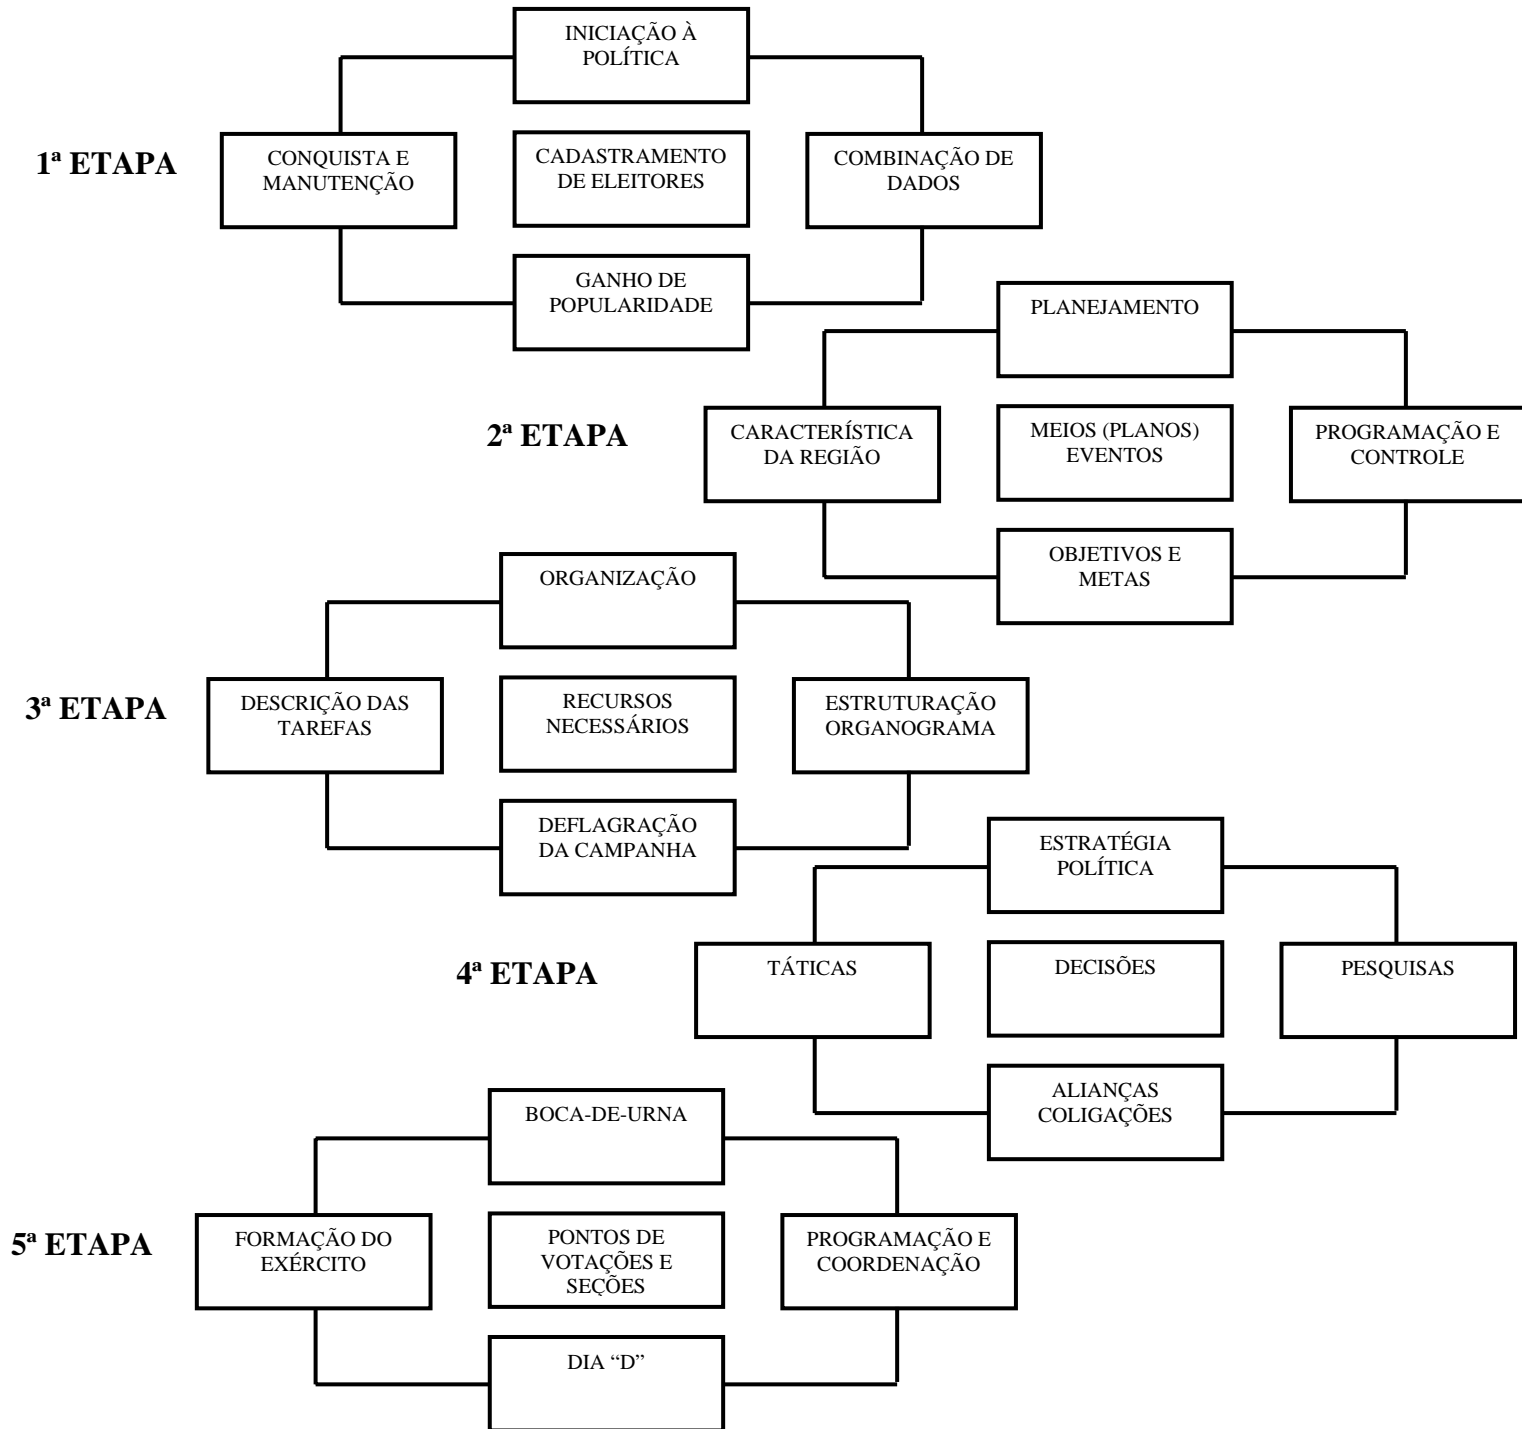 INICIAÇÃO À
POLÍTICA
1ª ETAPA
CONQUISTA E
MANUTENÇÃO
CADASTRAMENTO
DE ELEITORES
COMBINAÇÃO DE
DADOS
GANHO DE
POPULARIDADE
PLANEJAMENTO
2ª ETAPA
CARACTERÍSTICA
DA REGIÃO
MEIOS (PLANOS)
EVENTOS
PROGRAMAÇÃO E
CONTROLE
OBJETIVOS E
METAS
ORGANIZAÇÃO
3ª ETAPA
DESCRIÇÃO DAS
TAREFAS
RECURSOS
NECESSÁRIOS
ESTRUTURAÇÃO
ORGANOGRAMA
DEFLAGRAÇÃO
DA CAMPANHA
ESTRATÉGIA
POLÍTICA
4ª ETAPA
TÁTICAS
DECISÕES
PESQUISAS
ALIANÇAS
COLIGAÇÕES
BOCA-DE-URNA
5ª ETAPA
FORMAÇÃO DO
EXÉRCITO
PONTOS DE
VOTAÇÕES E
SEÇÕES
PROGRAMAÇÃO E
COORDENAÇÃO
DIA “D”